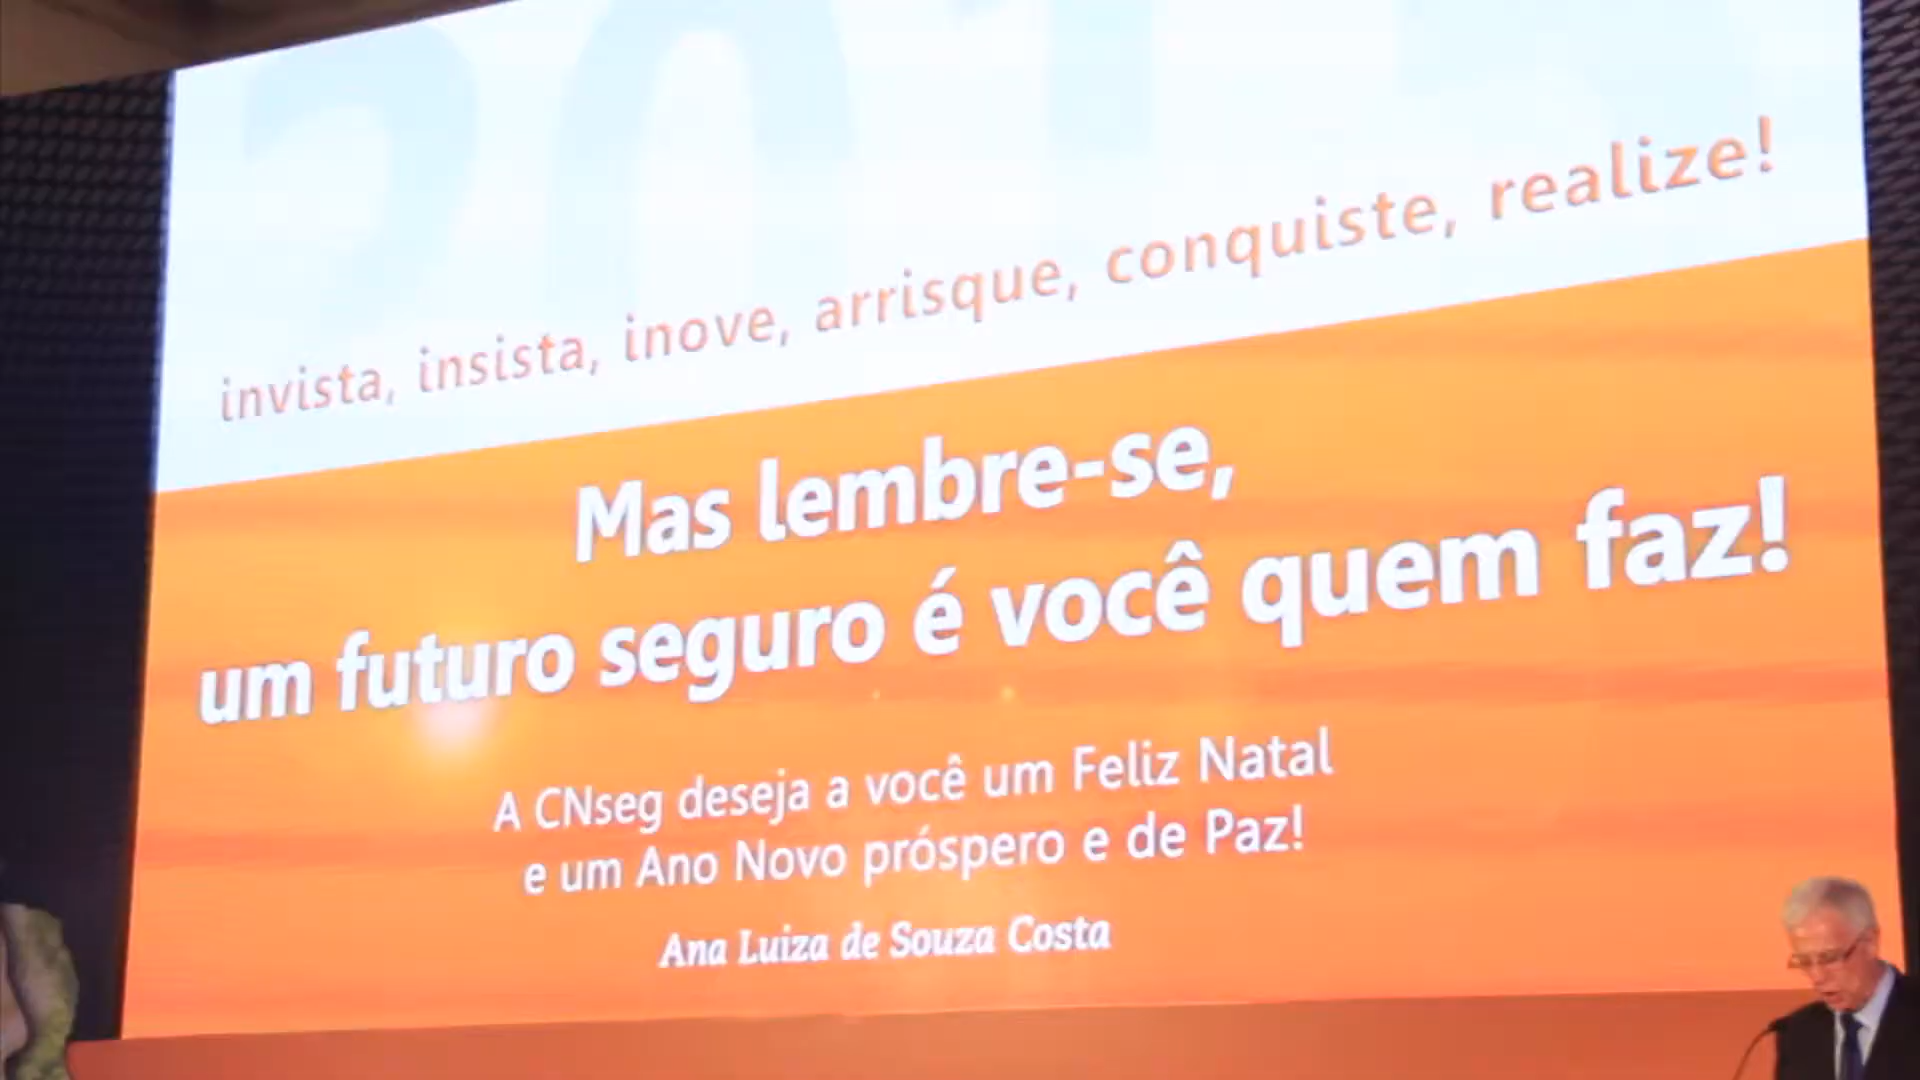 invista, insista, inove, arrisque, conquiste, realize!
Mas lembre-se,
um futuro seguro é você quem faz!
A CNseg deseja a você um Feliz Natal
e um Ano Novo próspero e de Paz!
Ana Luiza de Souza Costa